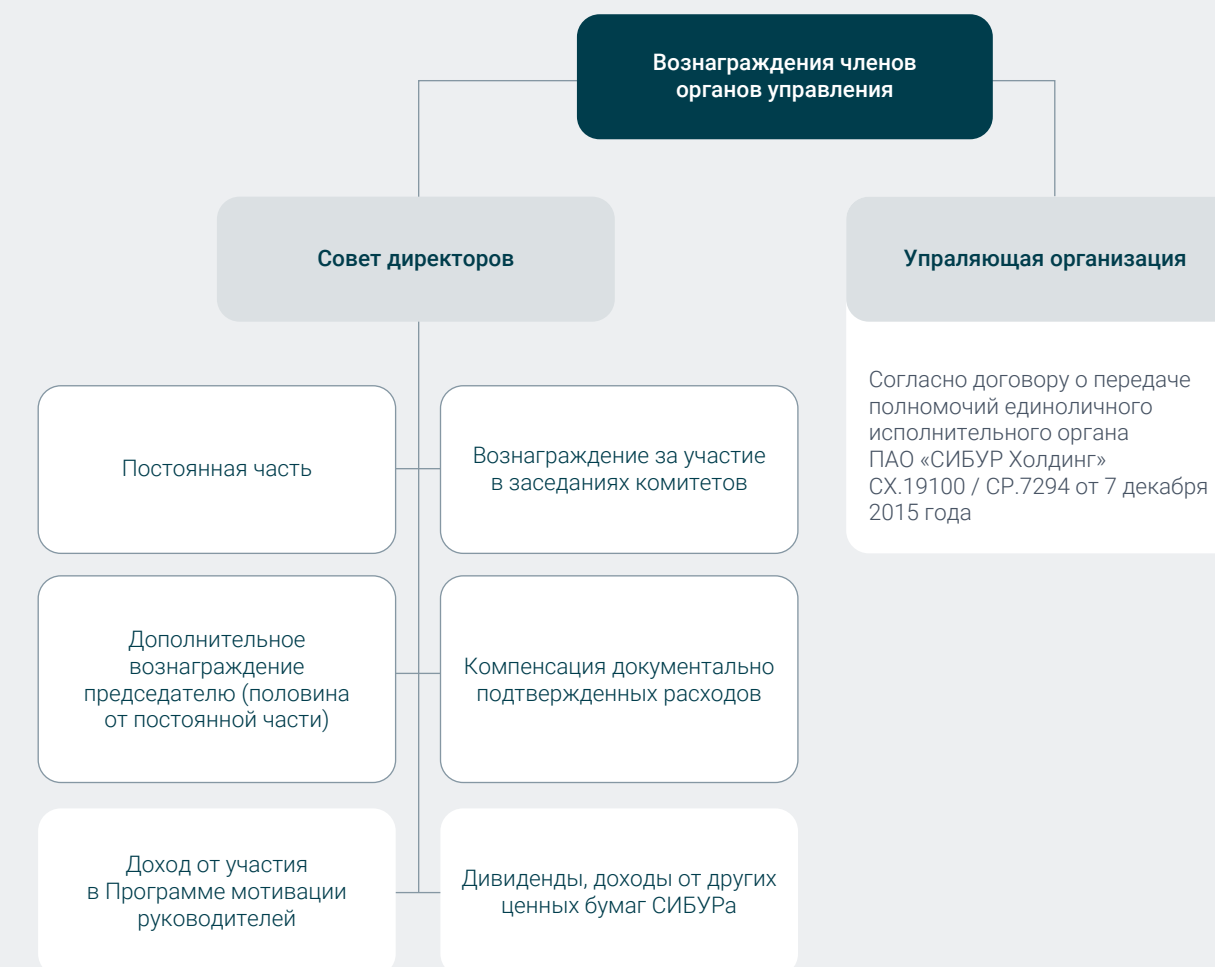 Вознаграждения членов
органов управления
Совет директоров
Упраляющая организация
Согласно договору о передаче
полномочий единоличного
исполнительного органа
ПАО «СИБУР Холдинг»
СХ.19100 / СР.7294 от 7 декабря
2015 года
Постоянная часть
Вознаграждение за участие
в заседаниях комитетов
Дополнительное
вознаграждение
председателю (половина
от постоянной части)
Компенсация документально
подтвержденных расходов
Доход от участия
в Программе мотивации
руководителей
Дивиденды, доходы от других
ценных бумаг СИБУРа